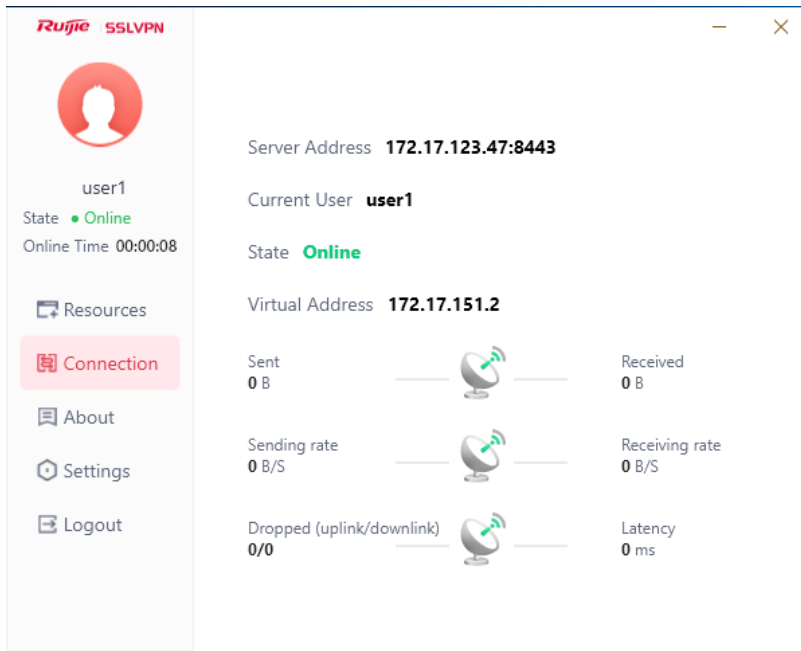 Ruijie SSLVPN
user1
State Online
Online Time 00:00:08
Resources
Connection
About
Settings
Logout
Server Address 172.17.123.47:8443
Current User user1
State Online
Virtual Address 172.17.151.2
Sent Received
0 B 0 B
Sending rate Receiving rate
0 B/S 0 B/S
Dropped (uplink/downlink) Latency
0/0 0 ms